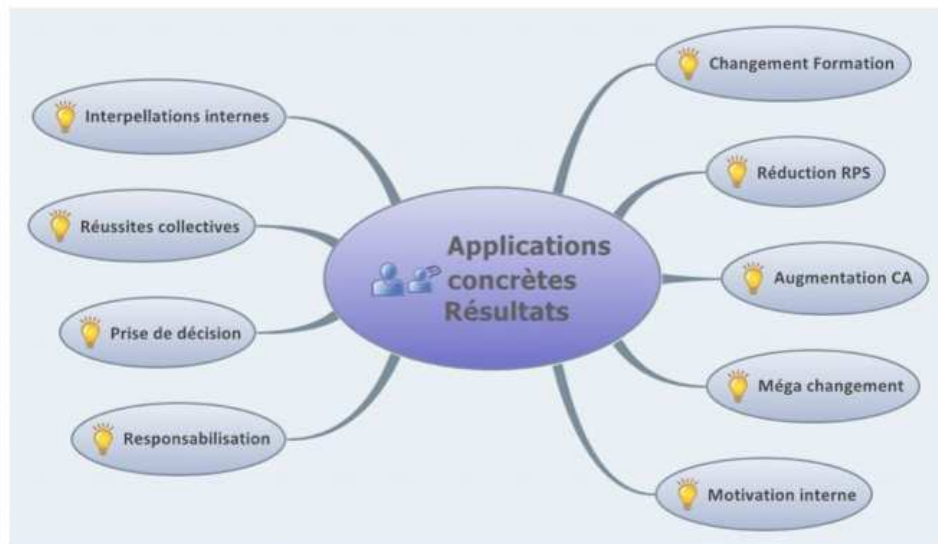 Changement Formation
Interpellations internes
Réduction RPS
Réussites collectives
Applications
concrètes
Résultats
Augmentation CA
Prise de décision
Méga changement
Responsabilisation
Motivation interne